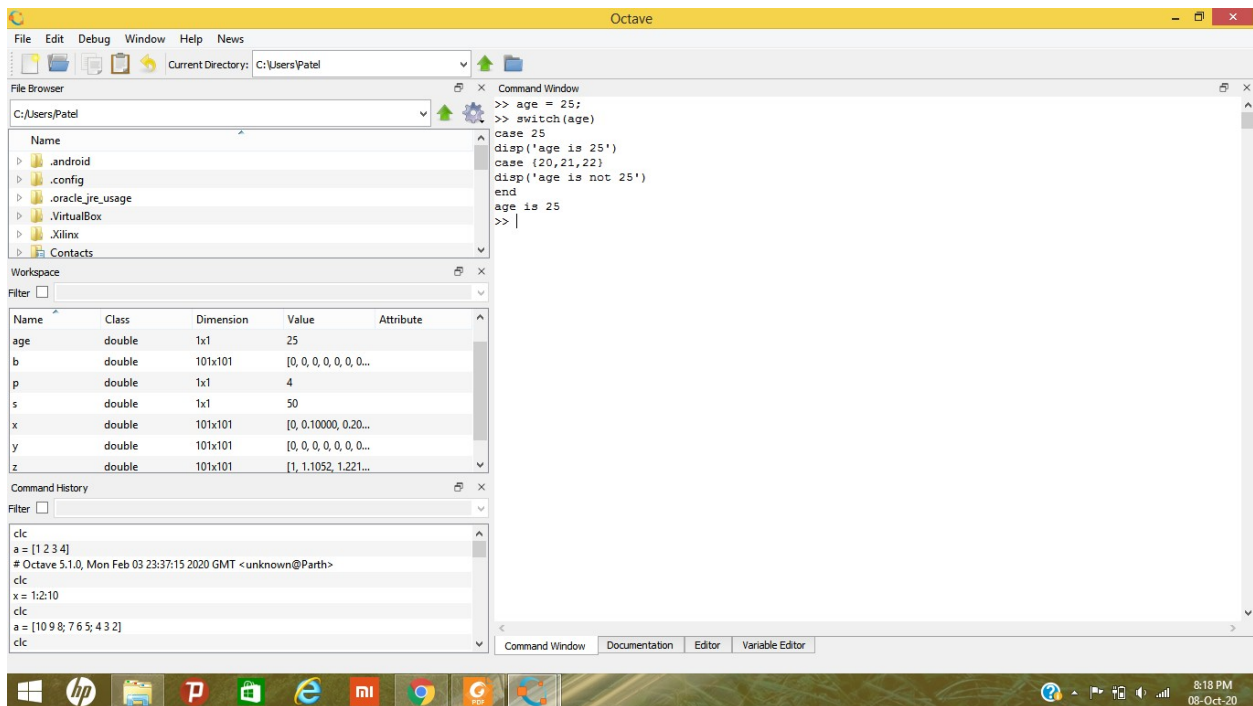 Octave
File Edit Debug Window Help News
Current Directory: C:\Users\Patel
File Browser
C:/Users/Patel
Name
.android
.config
.oracle_jre_usage
.VirtualBox
.Xilinx
Contacts
Workspace
Filter
Name Class Dimension Value Attribute
age double 1x1 25
b double 101x101 [0, 0, 0, 0, 0, 0, 0...
p double 1x1 4
s double 1x1 50
x double 101x101 [0, 0.10000, 0.20...
y double 101x101 [0, 0, 0, 0, 0, 0, 0...
z double 101x101 [1, 1.1052, 1.221...
Command History
Filter
clc
a = [1 2 3 4]
# Octave 5.1.0, Mon Feb 03 23:37:15 2020 GMT <unknown@Parth>
clc
x = 1:2:10
clc
a = [10 9 8; 7 6 5; 4 3 2]
clc
Command Window
>> age = 25;
>> switch(age)
case 25
disp('age is 25')
case {20,21,22}
disp('age is not 25')
end
age is 25
>>
Command Window Documentation Editor Variable Editor
hp
mi
PDF
8:18 PM
08-Oct-20